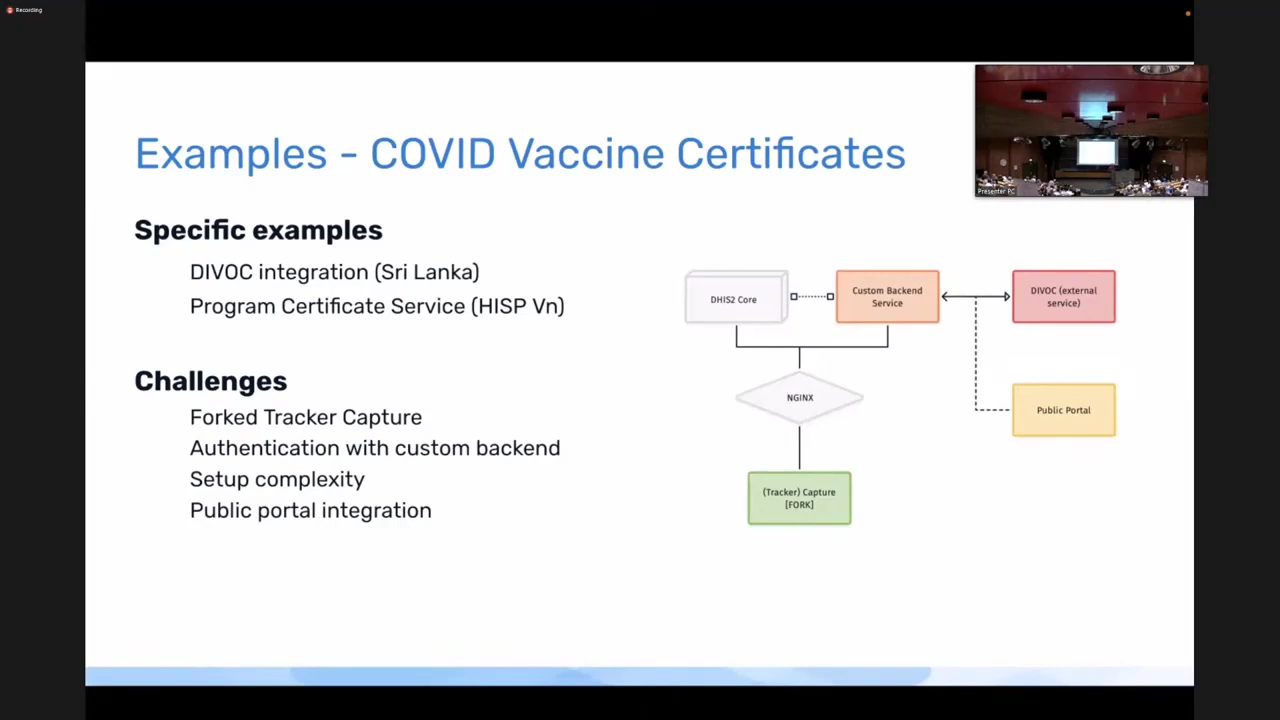 Recording
Examples - COVID Vaccine Certificates
Presenter PC
Specific examples
DIVOC integration (Sri Lanka)
Program Certificate Service (HISP Vn)
Challenges
Forked Tracker Capture
Authentication with custom backend
Setup complexity
Public portal integration
DHIS2 Core
Custom Backend
Service
DIVOC (external
service)
NGINX
Public Portal
(Tracker) Capture
[FORK]